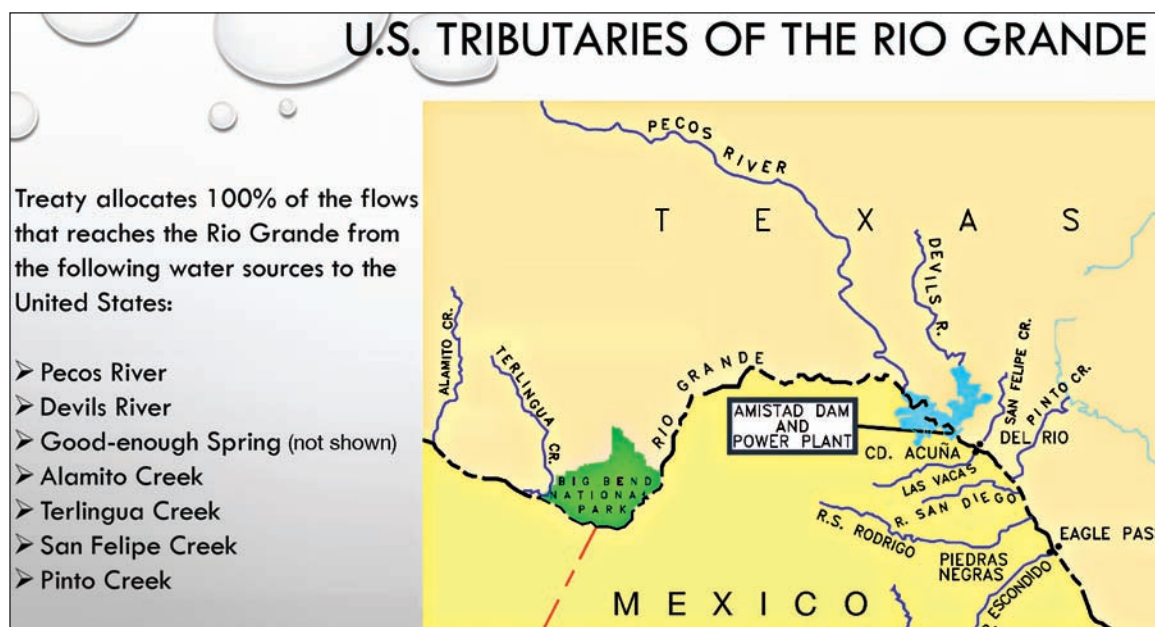 U.S. TRIBUTARIES OF THE RIO GRANDE
Treaty allocates 100% of the flows
that reaches the Rio Grande from
the following water sources to the
United States:
➢ Pecos River
➢ Devils River
➢ Good-enough Spring (not shown)
➢ Alamito Creek
➢ Terlingua Creek
➢ San Felipe Creek
➢ Pinto Creek
PECOS
RIVER
TEXAS
DEVILS R.
ALAMITO CR.
TERLINGUA
CR.
RIO GRANDE
SAN FELIPE CR.
PINTO CR.
AMISTAD DAM
AND
POWER PLANT
DEL RIO
CD. ACUÑA
LAS VACAS
BIG BEND
NATIONAL
PARK
R. SAN DIEGO
R.S. RODRIGO
EAGLE PAS
PIEDRAS
NEGRAS
ESCONDIDO
MEXICO